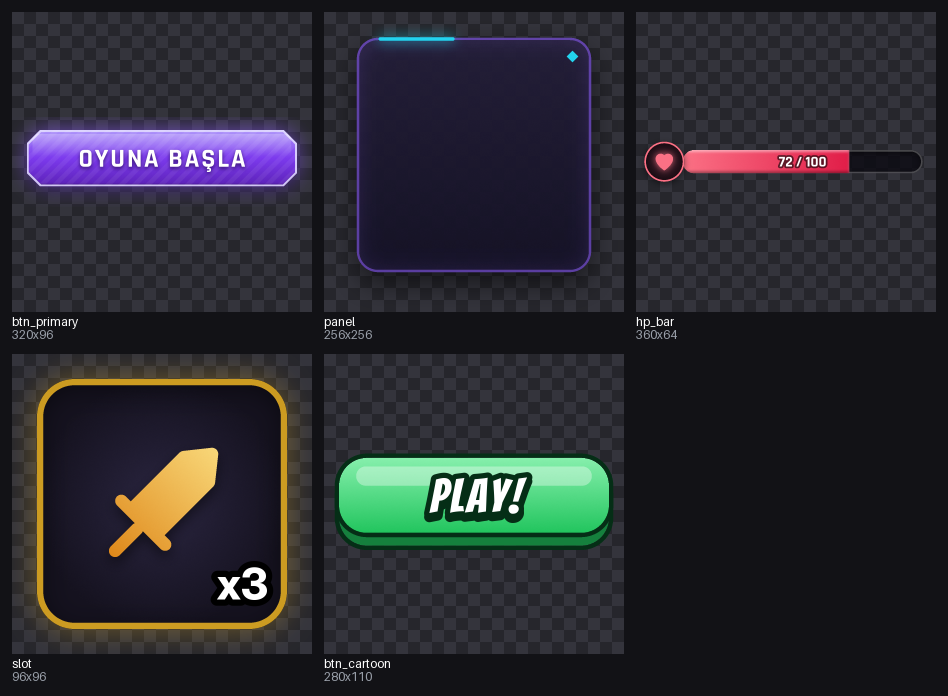 OYUNA BAŞLA
72 / 100
btn_primary
320x96
panel
256x256
hp_bar
360x64
x3
PLAY!
slot
96x96
btn_cartoon
280x110